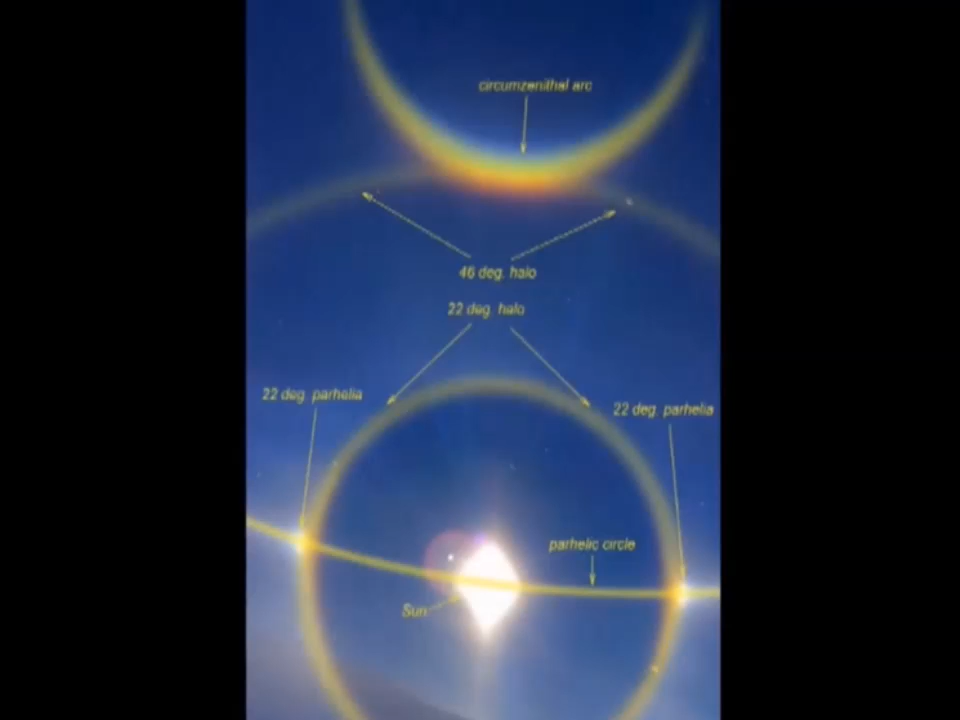 circumzenithal arc
46 deg. halo
22 deg. halo
22 deg. parhelia
22 deg. parhelia
parhelic circle
Sun